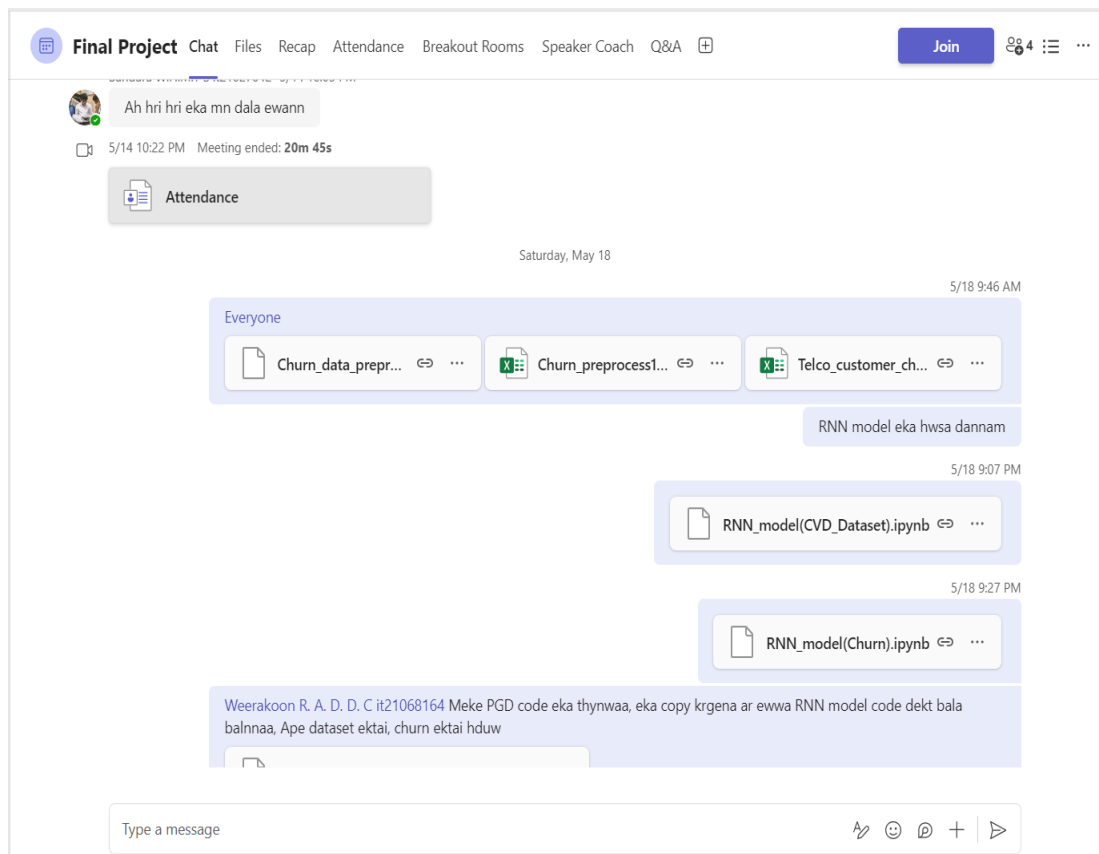 Final Project Chat Files Recap Attendance Breakout Rooms Speaker Coach Q&A Join 4
Ah hri hri eka mn dala ewann
5/14 10:22 PM Meeting ended: 20m 45s
Attendance
Saturday, May 18
5/18 9:46 AM
Everyone
Churn_data_prepr... Churn_preprocess1... Telco_customer_ch...
RNN model eka hwsa dannam
5/18 9:07 PM
RNN_model(CVD_Dataset).ipynb
5/18 9:27 PM
RNN_model(Churn).ipynb
Weerakoon R. A. D. D. C it21068164 Meke PGD code eka thynwaa, eka copy krgena ar ewwa RNN model code dekt bala
balnnaa, Ape dataset ektai, churn ektai hduw
Type a message